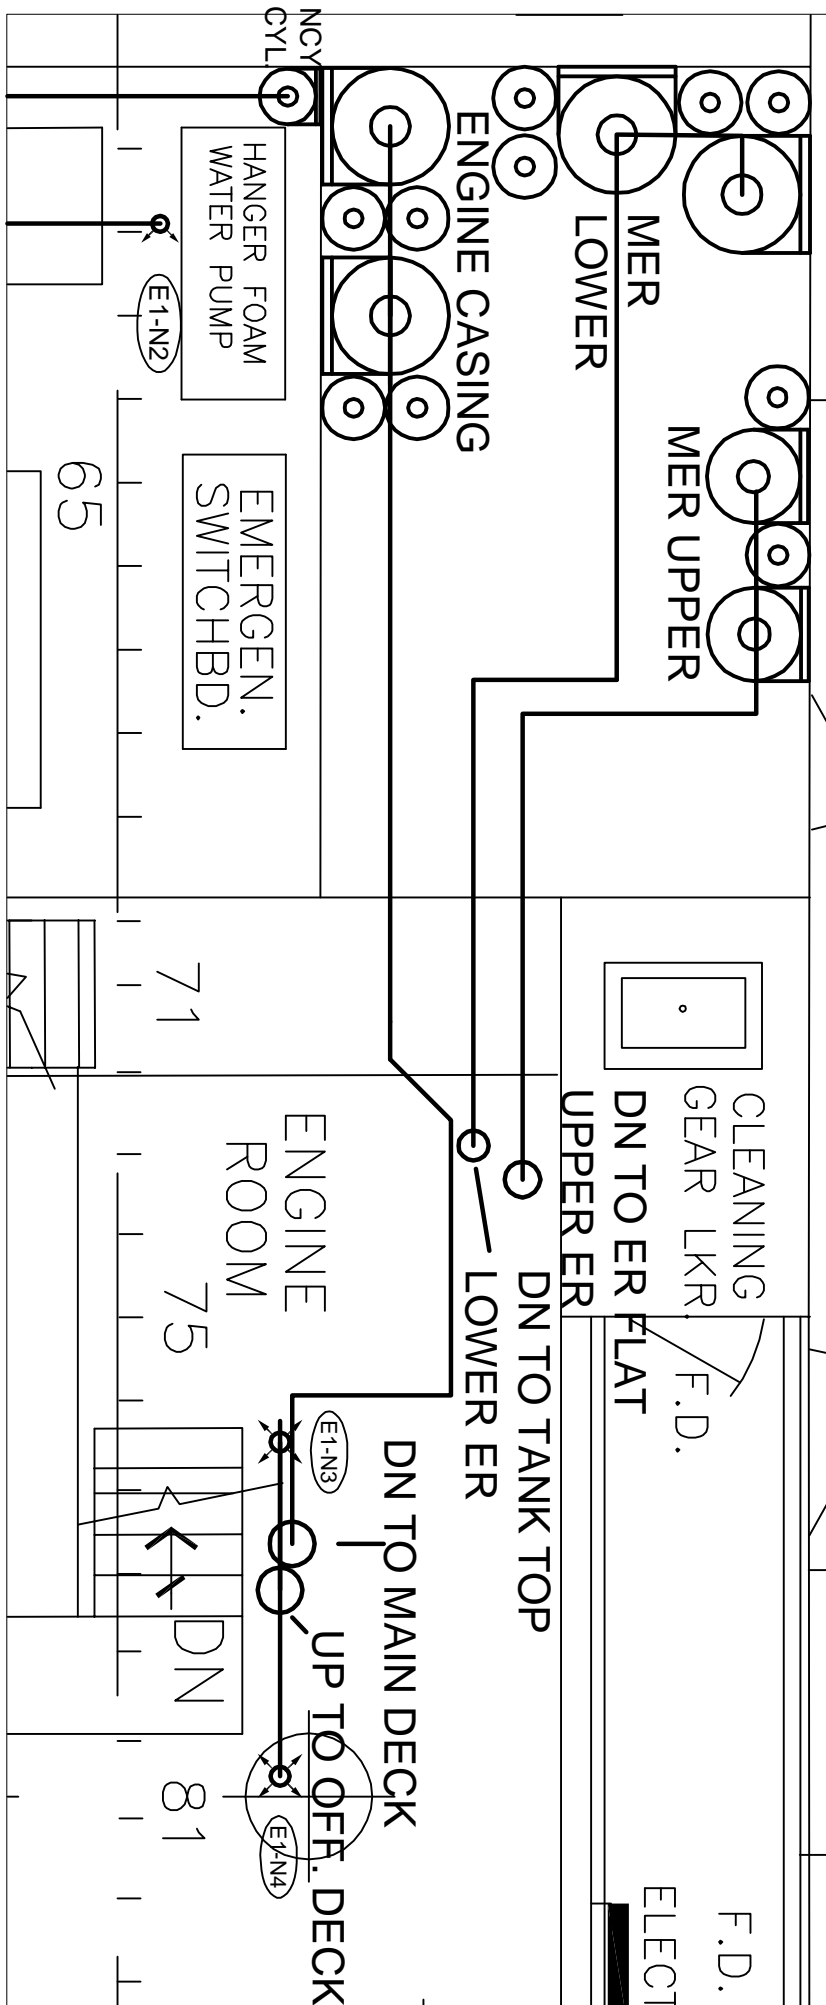 NCY
CYL.
HANGER FOAM
WATER PUMP
E1-N2
ENGINE CASING
MER
LOWER
MER UPPER
65
EMERGEN.
SWITCHBD.
71
CLEANING
GEAR LKR.
DN TO ER FLAT
UPPER ER
ENGINE
ROOM
75
DN TO TANK TOP
LOWER ER
F.D.
E1-N3
DN TO MAIN DECK
DN
UP TO OFF. DECK
81
E1-N4
F.D.
ELECT